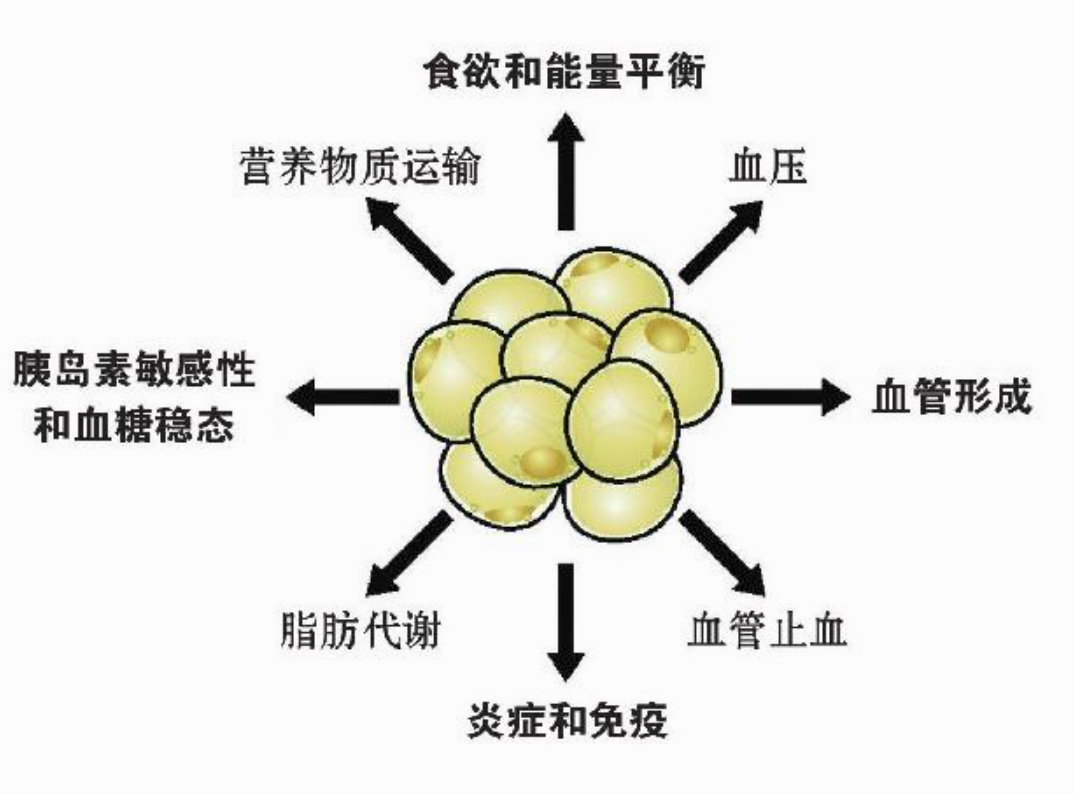 食欲和能量平衡
营养物质运输
血压
胰岛素敏感性
和血糖稳态
血管形成
脂肪代谢
血管止血
炎症和免疫